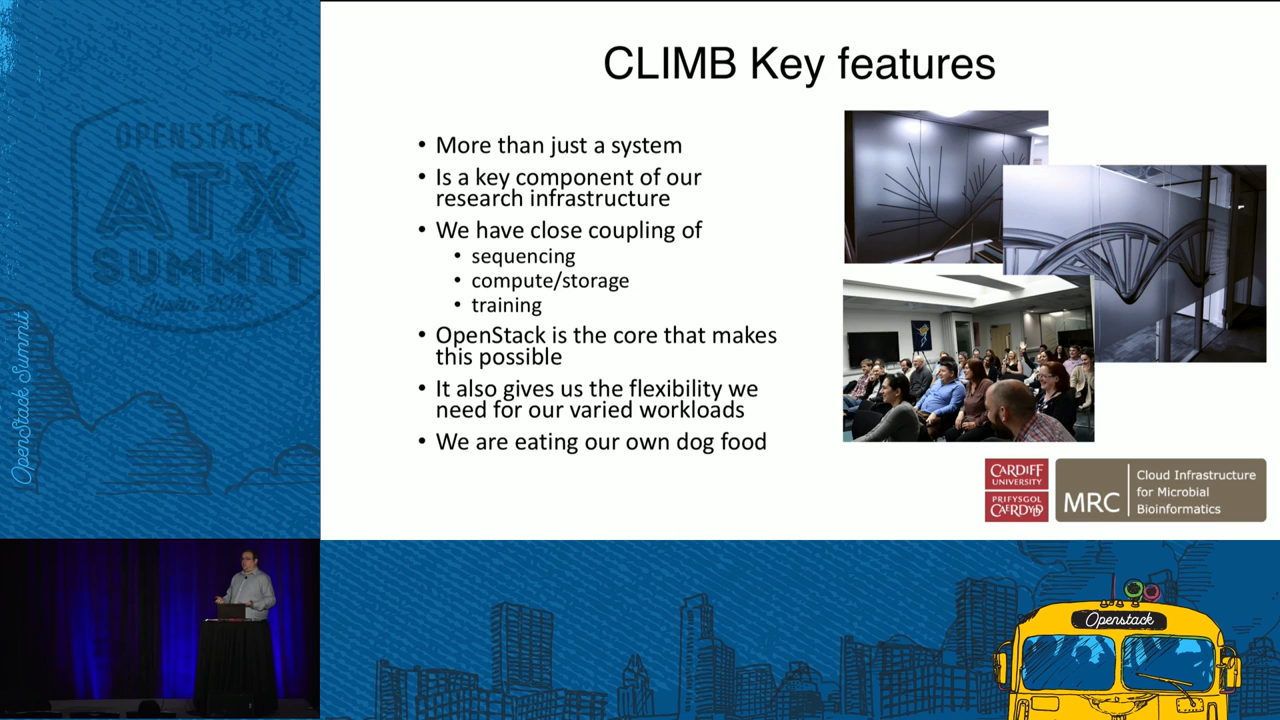 CLIMB Key features
• More than just a system
• Is a key component of our
research infrastructure
• We have close coupling of
• sequencing
• compute/storage
• training
• OpenStack is the core that makes
this possible
• It also gives us the flexibility we
need for our varied workloads
• We are eating our own dog food
CARDIFF
UNIVERSITY
PRIFYSGOL
CAERDYDD
MRC
Cloud Infrastructure
for Microbial
Bioinformatics
OPENSTACK
ATX
SUMMIT
Austin 2016
OpenStack Summit
Openstack